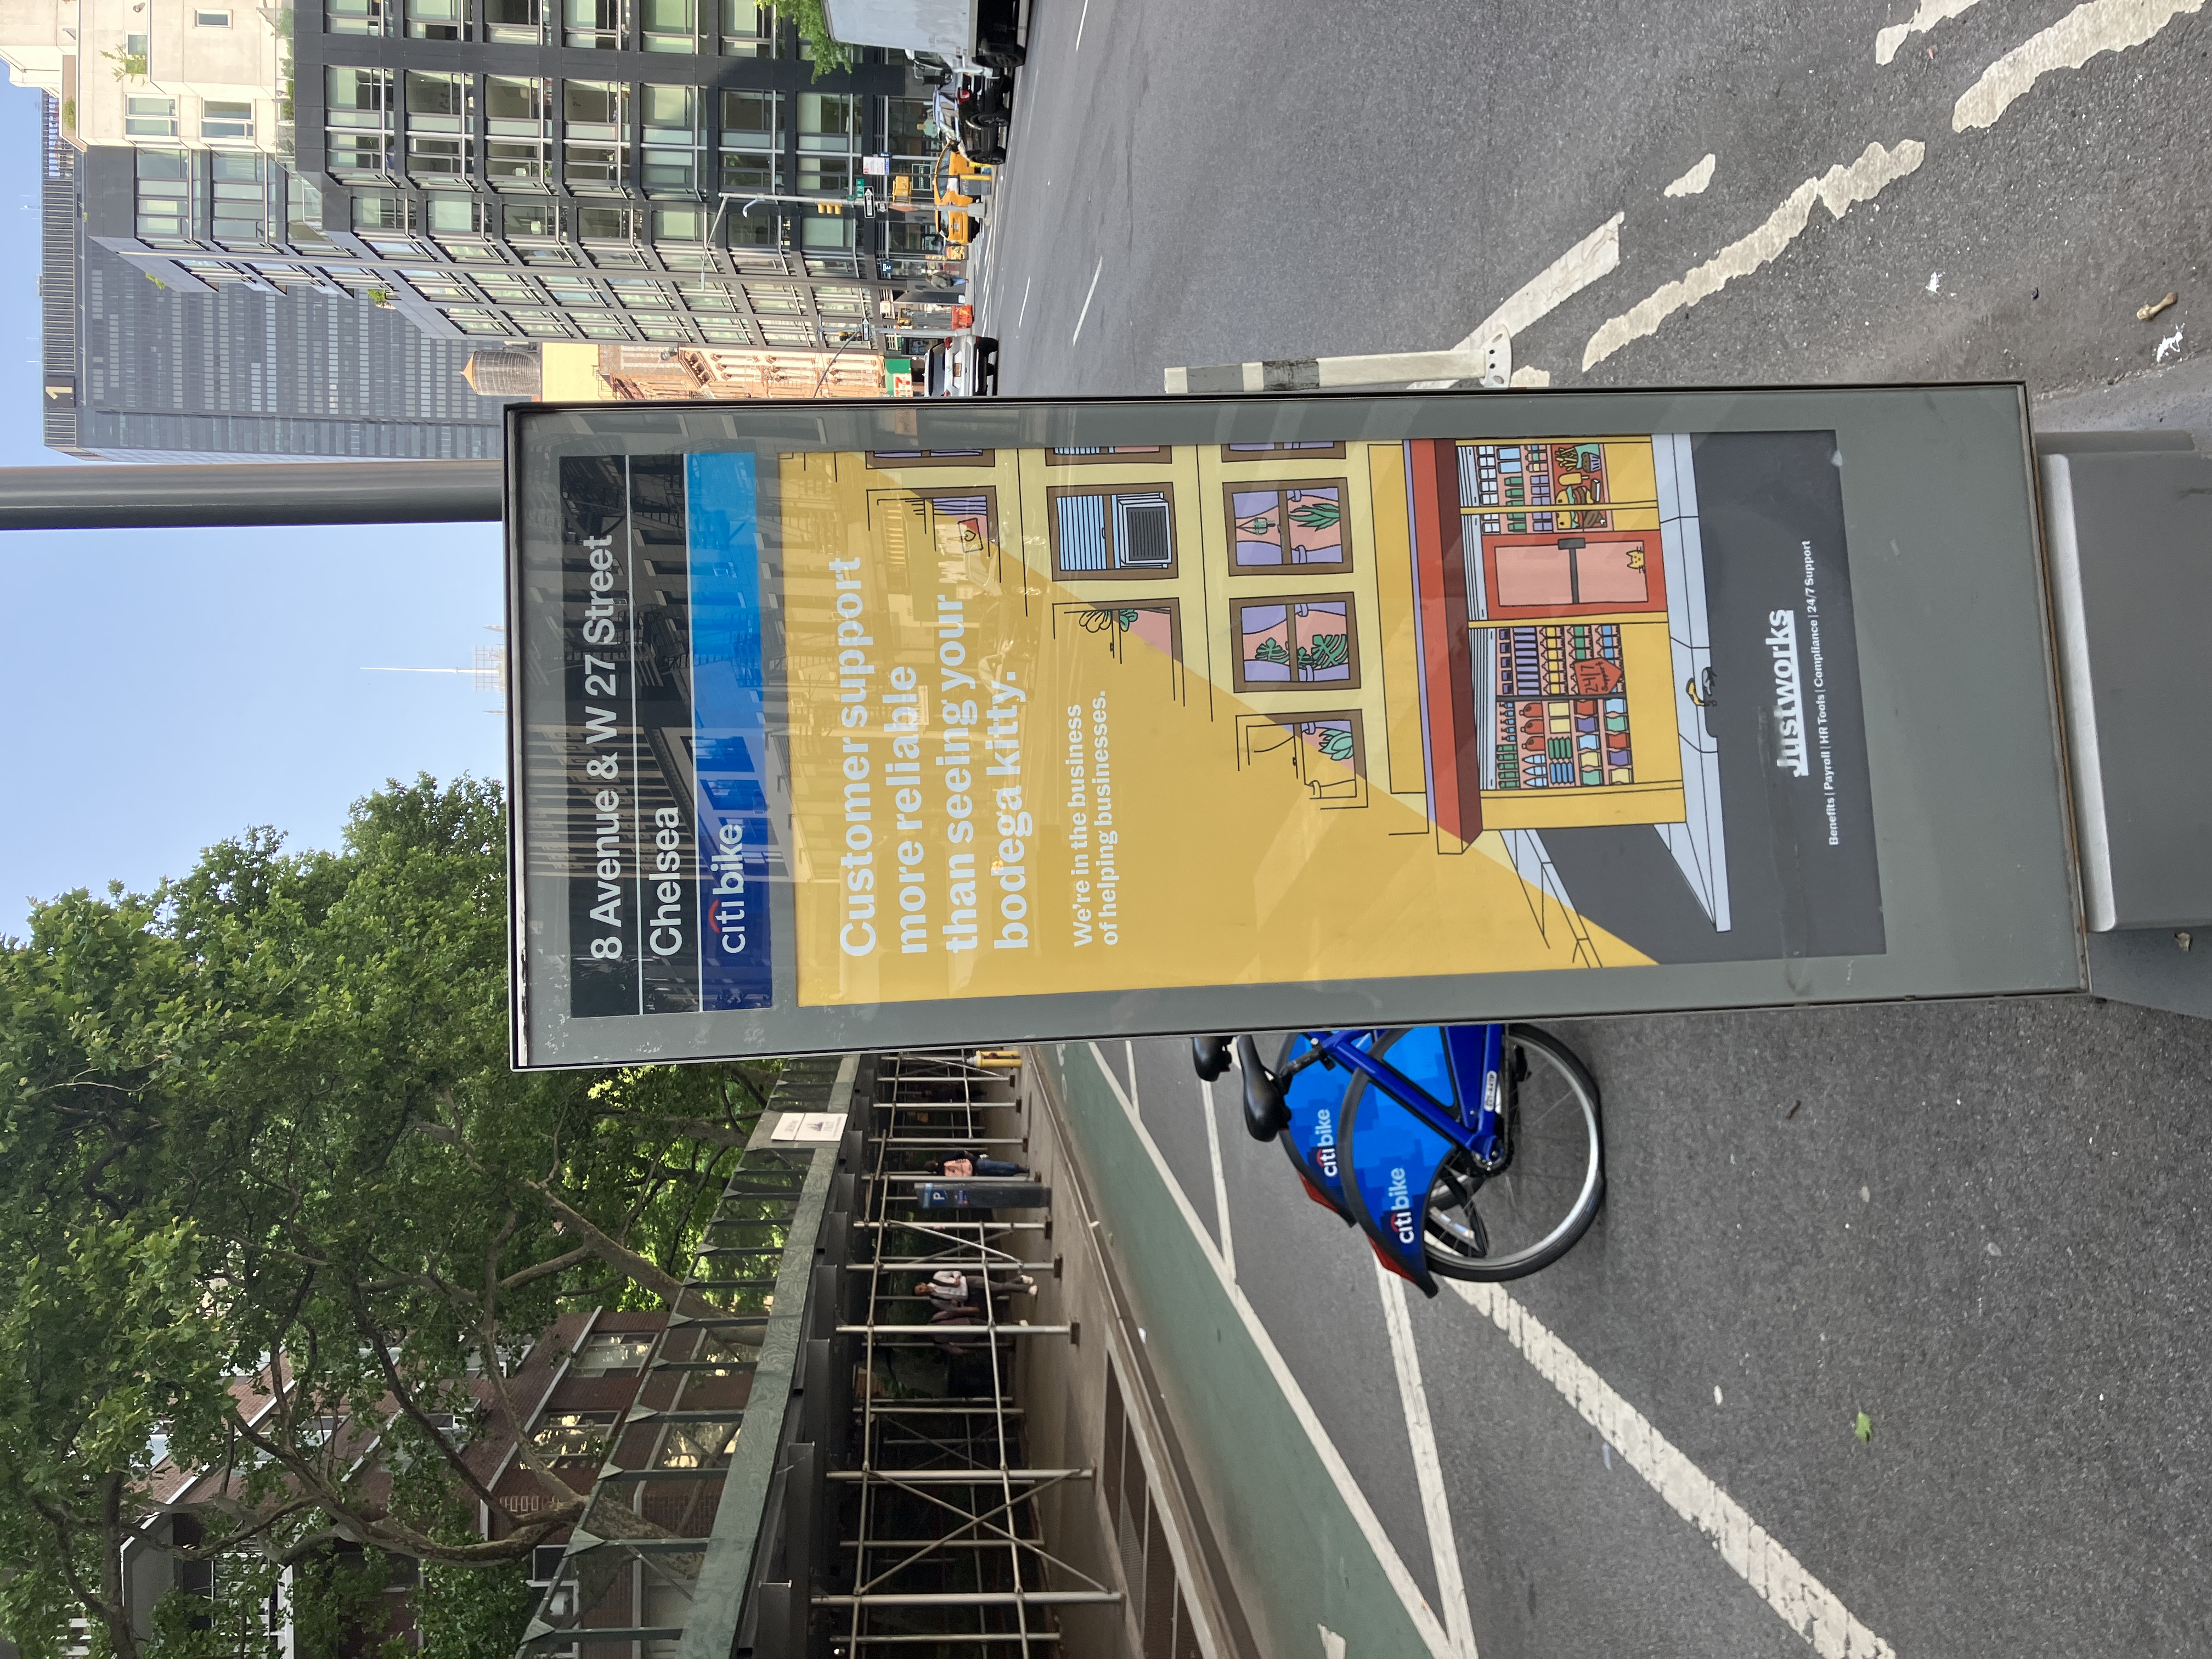 1
8 Avenue & W 27 Street
Chelsea
citi bike
Customer support
more reliable
than seeing your
bodega kitty.
We're in the business
of helping businesses.
24/7
Support
Justworks
Benefits | Payroll | HR Tools | Compliance | 24/7 Support
citi bike
citi bike
P